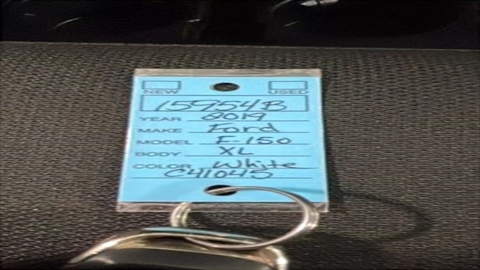 NEW USED
15954B
YEAR 2019
MAKE Ford
MODEL F-150
BODY XL
COLOR White
C41045